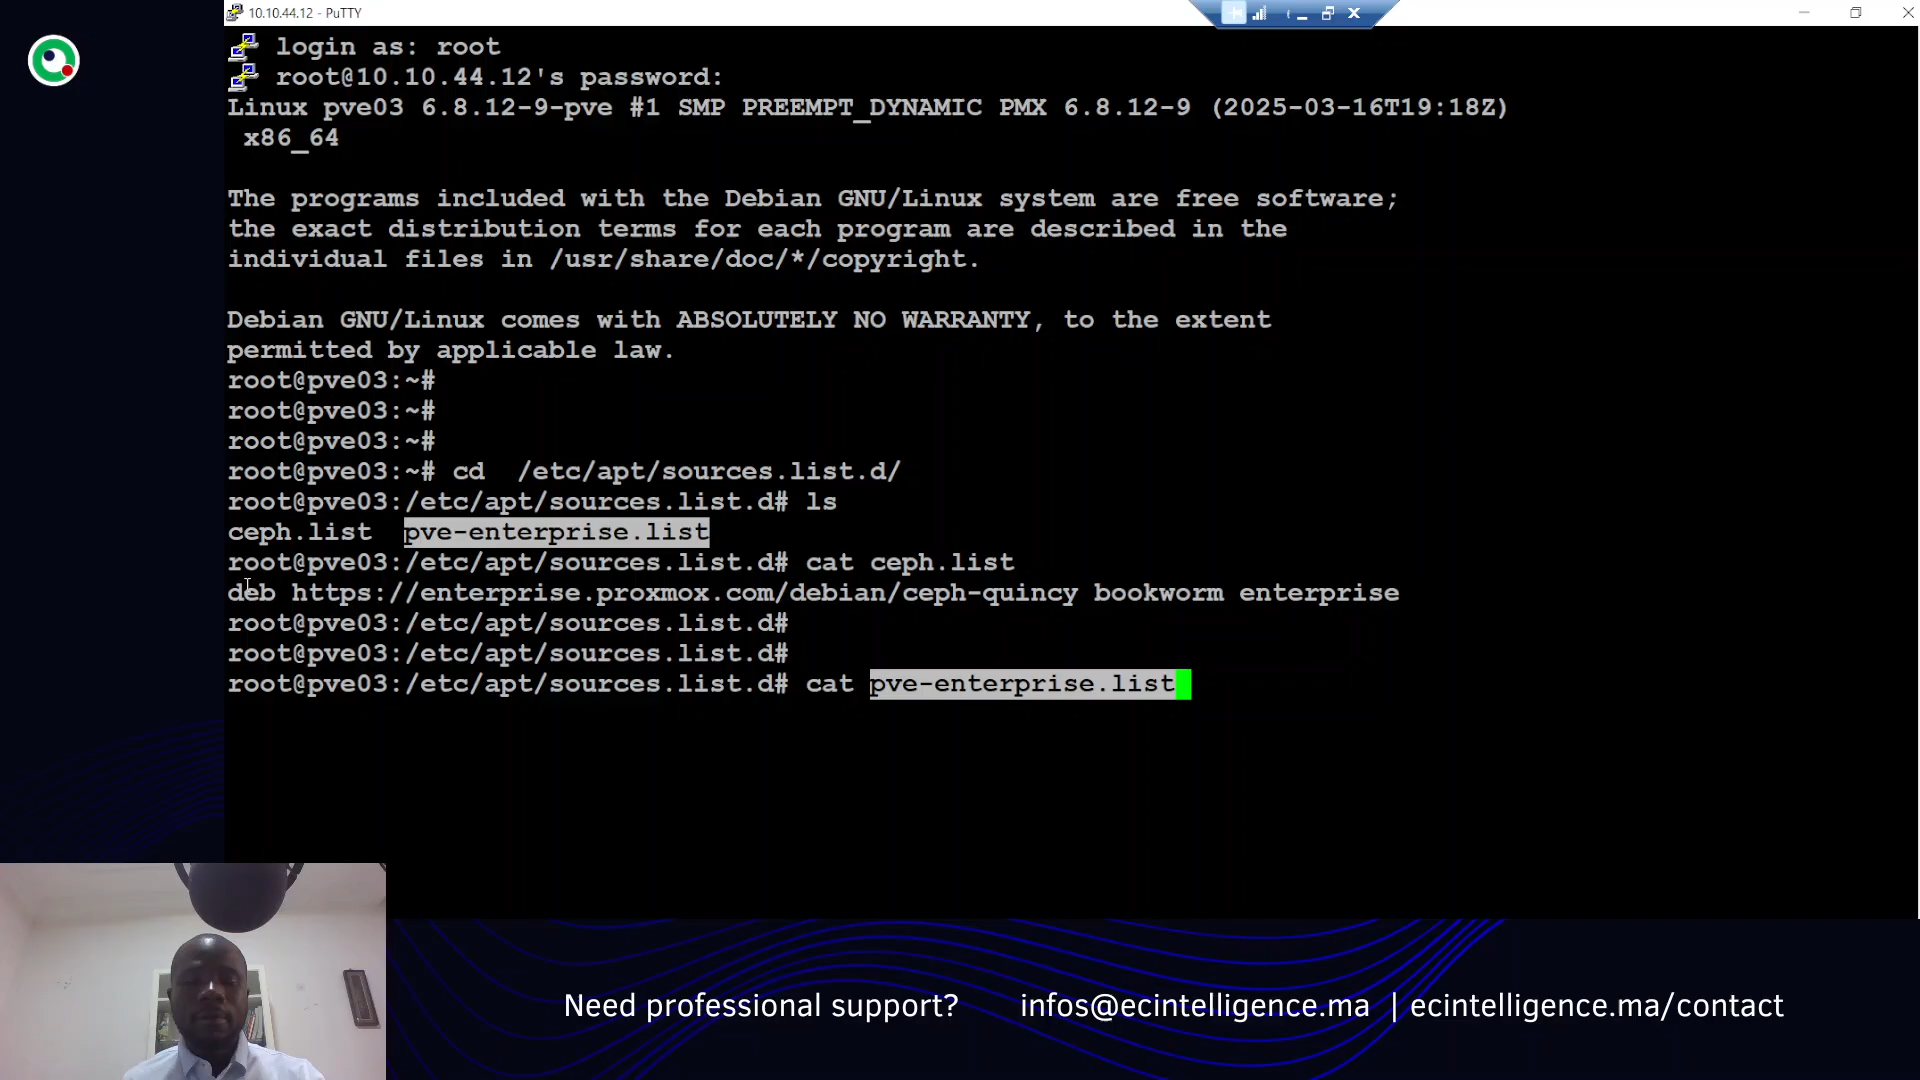 10.10.44.12 - PuTTY
login as: root
root@10.10.44.12's password:
Linux pve03 6.8.12-9-pve #1 SMP PREEMPT_DYNAMIC PMX 6.8.12-9 (2025-03-16T19:18Z)
x86_64
The programs included with the Debian GNU/Linux system are free software;
the exact distribution terms for each program are described in the
individual files in /usr/share/doc/*/copyright.
Debian GNU/Linux comes with ABSOLUTELY NO WARRANTY, to the extent
permitted by applicable law.
root@pve03:~#
root@pve03:~#
root@pve03:~#
root@pve03:~# cd  /etc/apt/sources.list.d/
root@pve03:/etc/apt/sources.list.d# ls
ceph.list  pve-enterprise.list
root@pve03:/etc/apt/sources.list.d# cat ceph.list
deb https://enterprise.proxmox.com/debian/ceph-quincy bookworm enterprise
root@pve03:/etc/apt/sources.list.d#
root@pve03:/etc/apt/sources.list.d#
root@pve03:/etc/apt/sources.list.d# cat pve-enterprise.list
Need professional support? infos@ecintelligence.ma | ecintelligence.ma/contact